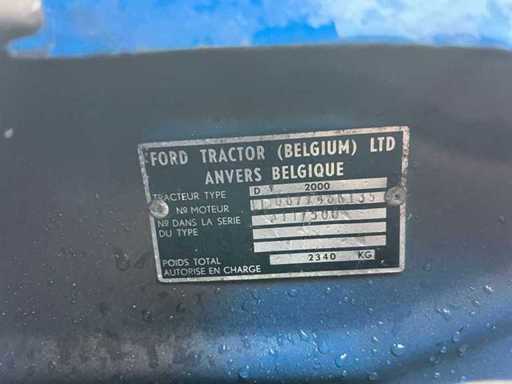 FORD TRACTOR (BELGIUM) LTD
ANVERS BELGIQUE
TRACTEUR TYPE D 2000
Nº MOTEUR
Nº DANS LA SERIE
DU TYPE
POIDS TOTAL
AUTORISE EN CHARGE 2340 KG